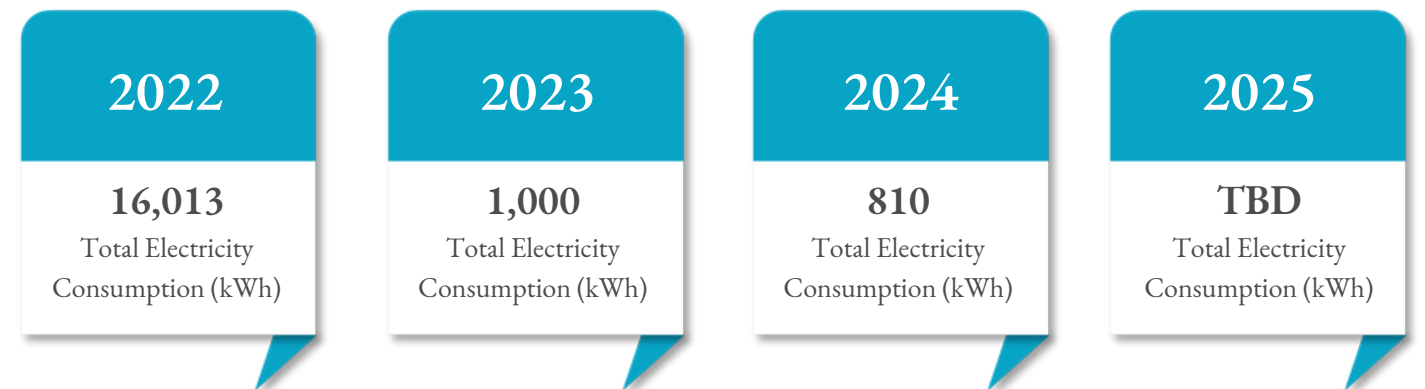 2022
16,013
Total Electricity
Consumption (kWh)
2023
1,000
Total Electricity
Consumption (kWh)
2024
810
Total Electricity
Consumption (kWh)
2025
TBD
Total Electricity
Consumption (kWh)